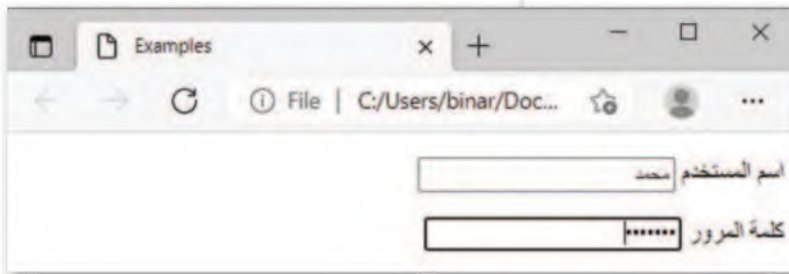 Examples
File | C:/Users/binar/Doc...
اسم المستخدم محمد
كلمة المرور •••••••